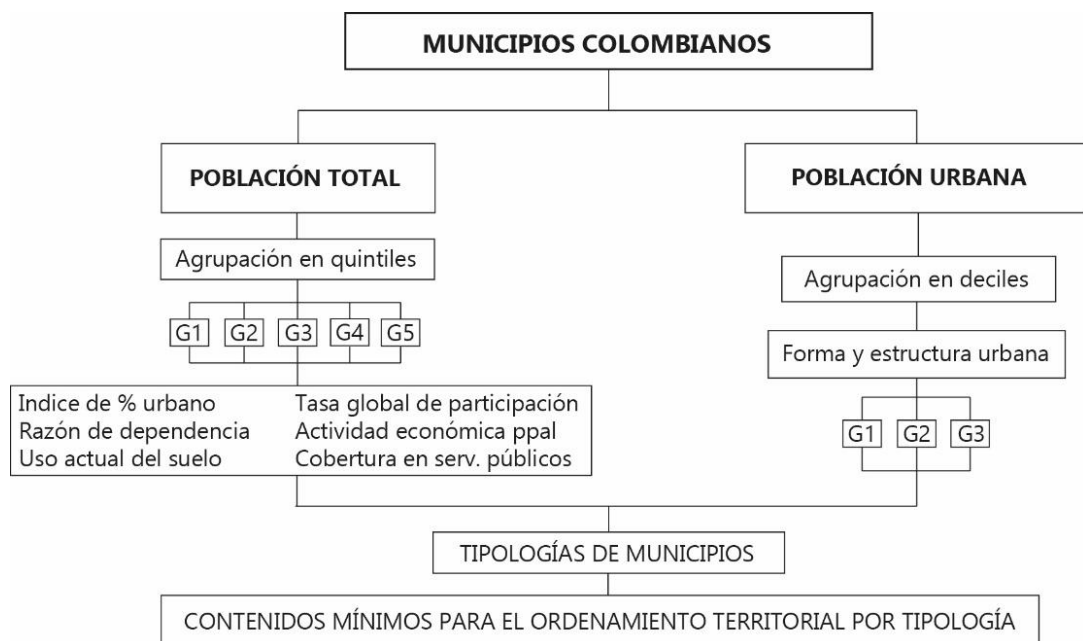 MUNICIPIOS COLOMBIANOS
POBLACIÓN TOTAL
Agrupación en quintiles
G1 G2 G3 G4 G5
Indice de % urbano
Razón de dependencia
Uso actual del suelo
Tasa global de participación
Actividad económica ppal
Cobertura en serv. públicos
POBLACIÓN URBANA
Agrupación en deciles
Forma y estructura urbana
G1 G2 G3
TIPOLOGÍAS DE MUNICIPIOS
CONTENIDOS MÍNIMOS PARA EL ORDENAMIENTO TERRITORIAL POR TIPOLOGÍA